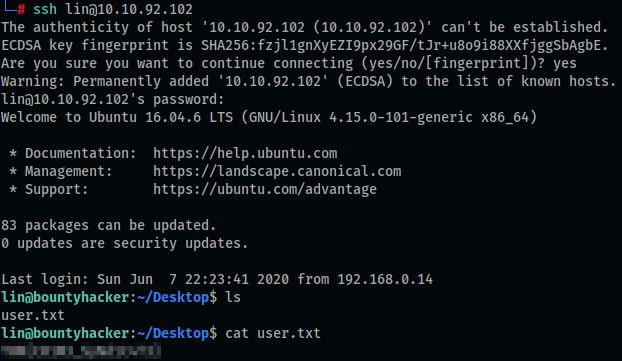 └─# ssh lin@10.10.92.102
The authenticity of host '10.10.92.102 (10.10.92.102)' can't be established.
ECDSA key fingerprint is SHA256:fzjl1gnXyEZI9px29GF/tJr+u8o9i88XXfjggSbAgbE.
Are you sure you want to continue connecting (yes/no/[fingerprint])? yes
Warning: Permanently added '10.10.92.102' (ECDSA) to the list of known hosts.
lin@10.10.92.102's password:
Welcome to Ubuntu 16.04.6 LTS (GNU/Linux 4.15.0-101-generic x86_64)
* Documentation:  https://help.ubuntu.com
* Management:     https://landscape.canonical.com
* Support:        https://ubuntu.com/advantage
83 packages can be updated.
0 updates are security updates.
Last login: Sun Jun  7 22:23:41 2020 from 192.168.0.14
lin@bountyhacker:~/Desktop$ ls
user.txt
lin@bountyhacker:~/Desktop$ cat user.txt